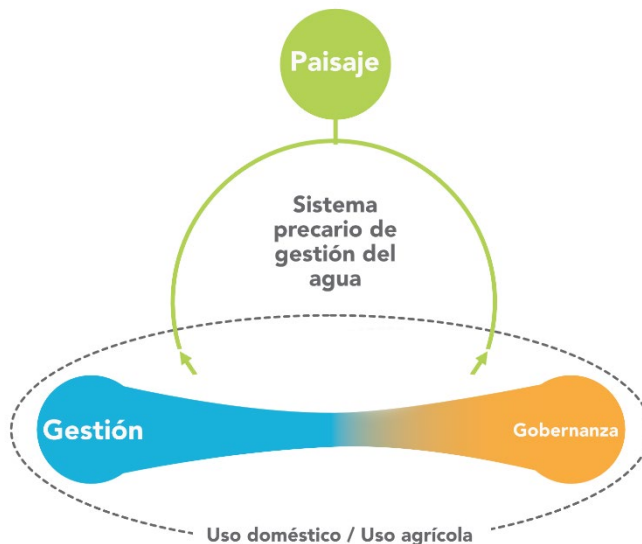 Paisaje
Sistema
precario de
gestión del
agua
Gestión
Gobernanza
Uso doméstico / Uso agrícola